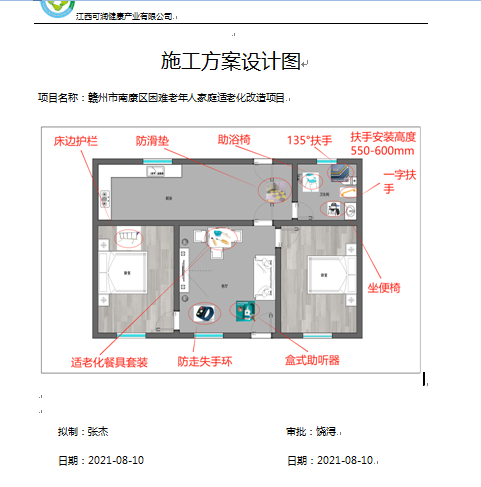 江西可润健康产业有限公司.
施工方案设计图
项目名称：赣州市南康区困难老年人家庭适老化改造项目.
床边护栏 防滑垫 助浴椅 135°扶手 扶手安装高度
550-600mm
一字扶
手
坐便椅
适老化餐具套装 防走失手环 盒式助听器
拟制：张杰 审批：饶浔.
日期：2021-08-10 日期：2021-08-10.